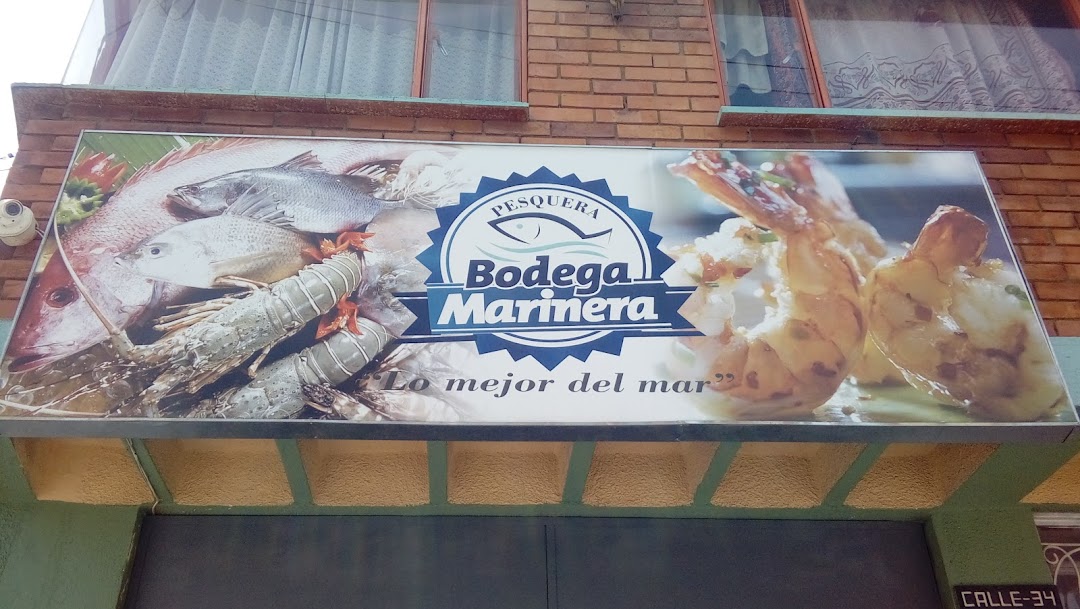 PESQUERA
Bodega
Marinera
“Lo mejor del mar”
CALLE-34